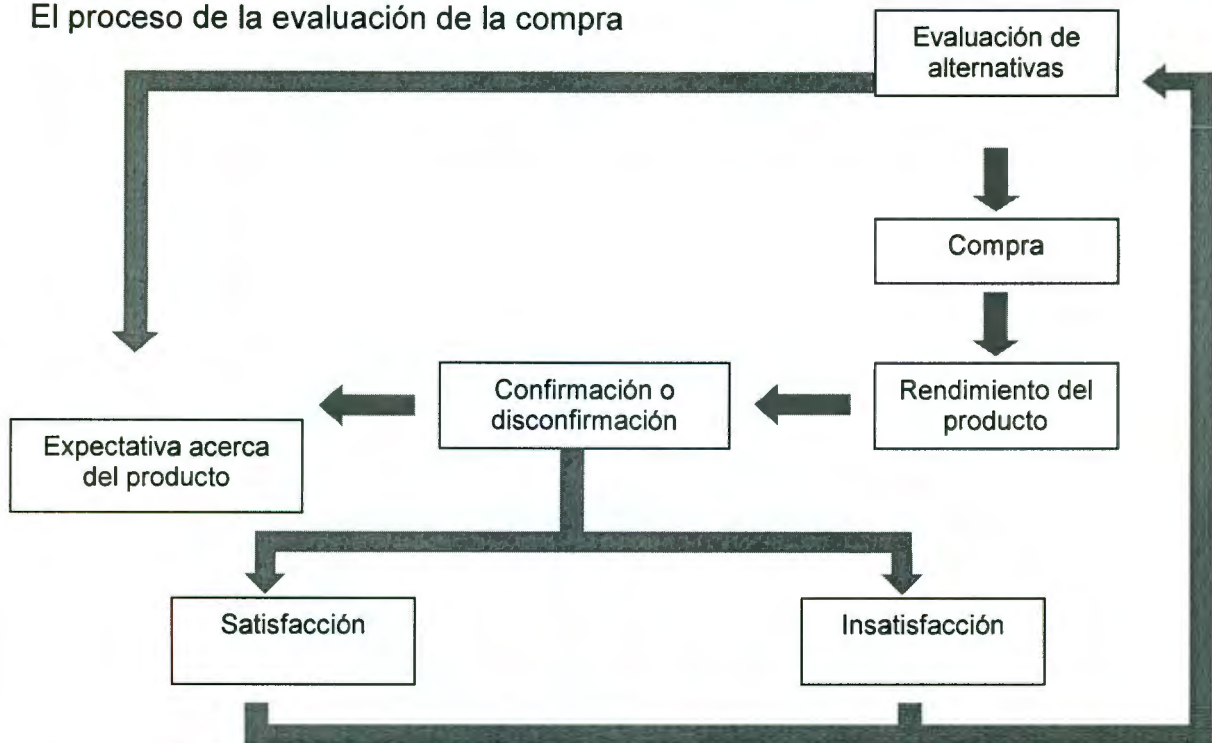 El proceso de la evaluación de la compra
Evaluación de
alternativas
Compra
Rendimiento del
producto
Confirmación o
disconfirmación
Expectativa acerca
del producto
Satisfacción
Insatisfacción